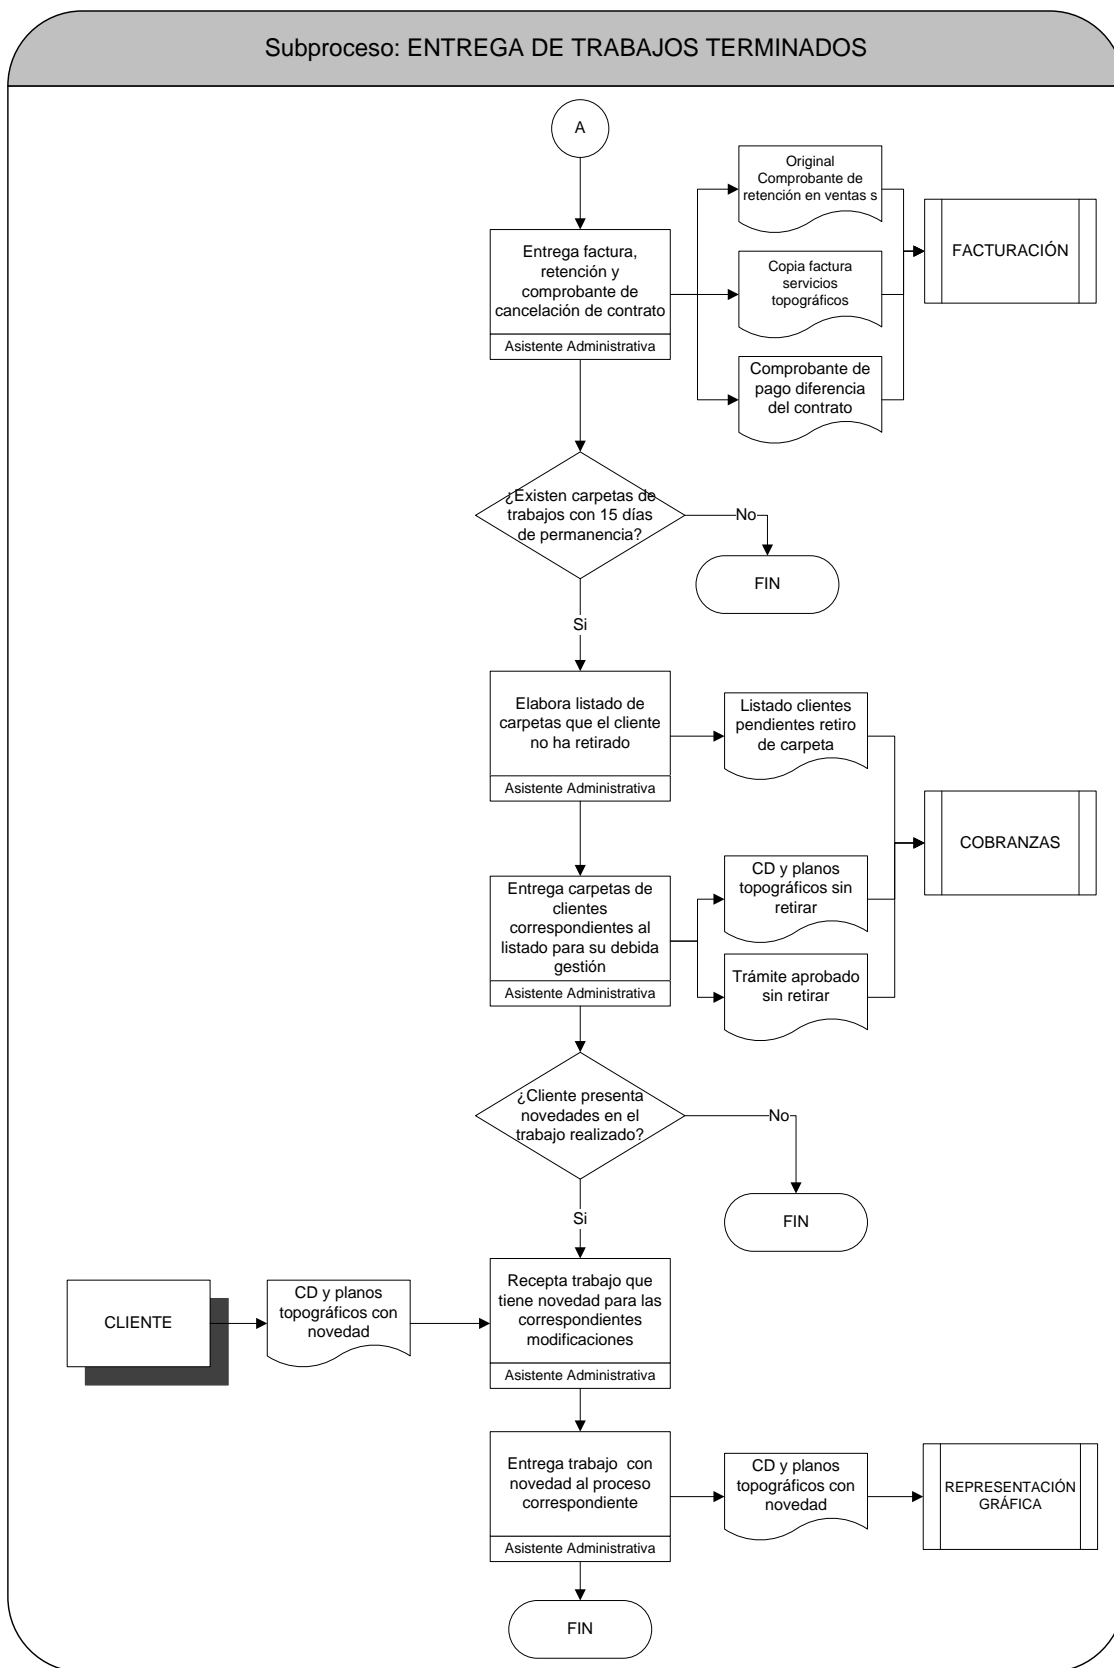 Subproceso: ENTREGA DE TRABAJOS TERMINADOS
A
Original
Comprobante de
retención en ventas s
Entrega factura,
retención y
comprobante de
cancelación de contrato
Asistente Administrativa
Copia factura
servicios
topográficos
FACTURACIÓN
Comprobante de
pago diferencia
del contrato
¿Existen carpetas de
trabajos con 15 días
de permanencia?
No
FIN
Si
Elabora listado de
carpetas que el cliente
no ha retirado
Asistente Administrativa
Listado clientes
pendientes retiro
de carpeta
COBRANZAS
Entrega carpetas de
clientes
correspondientes al
listado para su debida
gestión
Asistente Administrativa
CD y planos
topográficos sin
retirar
Trámite aprobado
sin retirar
¿Cliente presenta
novedades en el
trabajo realizado?
No
FIN
Si
CLIENTE
CD y planos
topográficos con
novedad
Recepta trabajo que
tiene novedad para las
correspondientes
modificaciones
Asistente Administrativa
Entrega trabajo  con
novedad al proceso
correspondiente
Asistente Administrativa
CD y planos
topográficos con
novedad
REPRESENTACIÓN
GRÁFICA
FIN